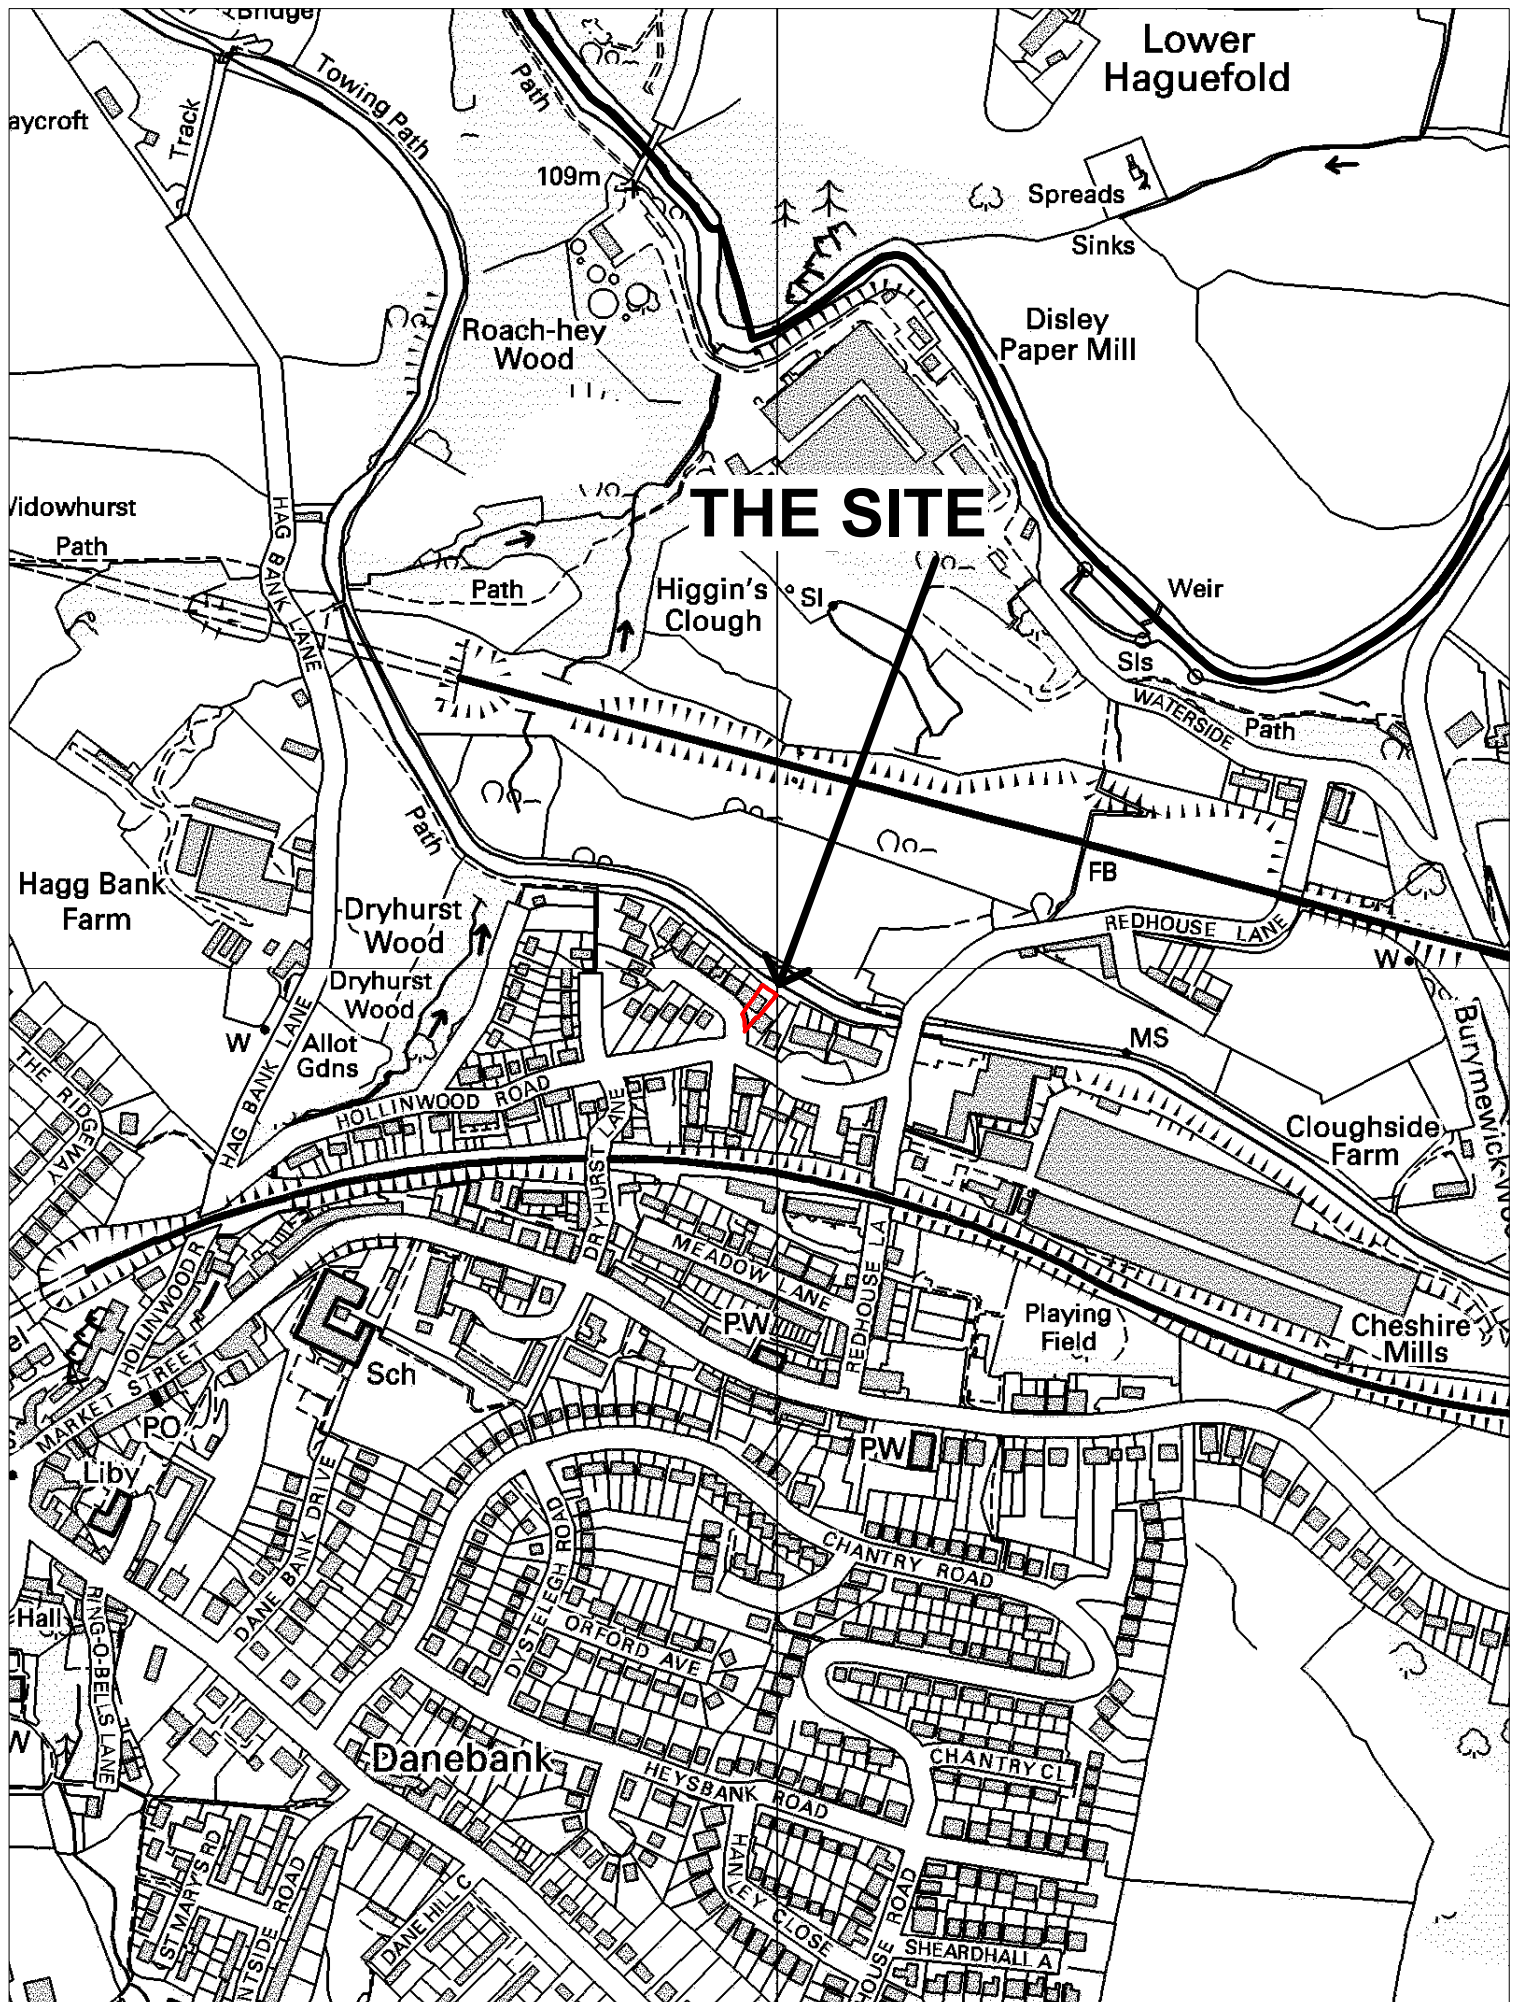 Bridge
Lower
Haguefold
Towing Path
Path
aycroft
Track
109m
Spreads
Sinks
Roach-hey
Wood
Disley
Paper Mill
THE SITE
HAG BANK LANE
Path
Path
Higgin's
Clough
SI
Weir
Sls
WATERSIDE
Path
Path
Hagg Bank
Farm
FB
REDHOUSE LANE
Dryhurst
Wood
Dryhurst
Wood
W
W
Allot
Gdns
MS
HAG BANK LANE
HOLLINWOOD ROAD
THE RIDGEWAY
Cloughside
Farm
DRYHURST LANE
MEADOW LANE
REDHOUSE LA
HOLLINWOOD R
PW
Playing
Field
Cheshire
Mills
Sch
MARKET STREET
PO
PW
Liby
DANE BANK DRIVE
DYSTELEGH ROAD
CHANTRY ROAD
Hall
RING-O-BELLS LANE
ORFORD AVE
W
Danebank
HEYSBANK ROAD
CHANTRY CL
HANLEY CLOSE
ST MARYS RD
NTSIDE ROAD
DANE HILL C
HOUSE ROAD
SHEARDHALL A